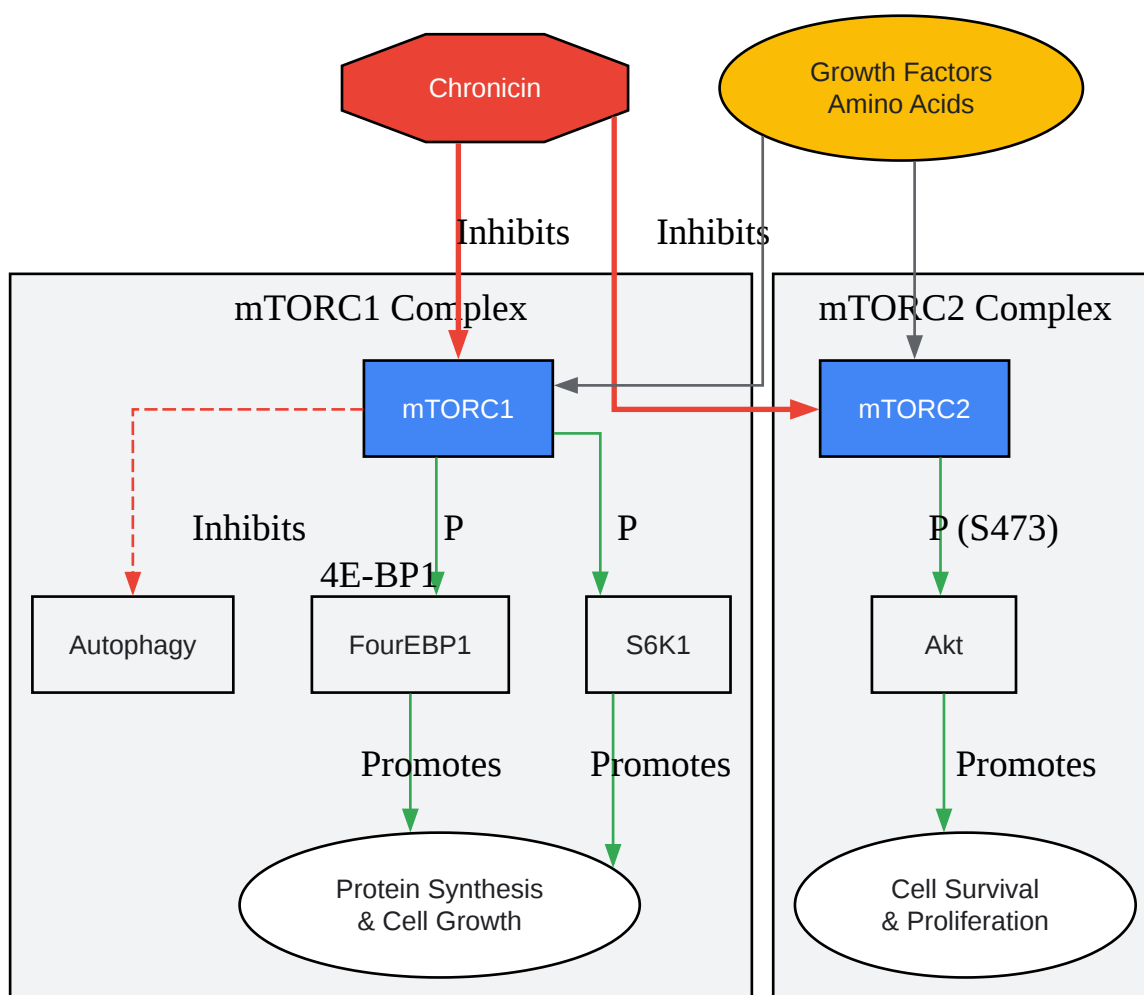 Chronicin
Growth Factors
Amino Acids
Inhibits
Inhibits
mTORC1 Complex
mTORC2 Complex
mTORC1
mTORC2
Inhibits
P
P
P (S473)
4E-BP1
Autophagy
FourEBP1
S6K1
Akt
Promotes
Promotes
Promotes
Protein Synthesis
& Cell Growth
Cell Survival
& Proliferation